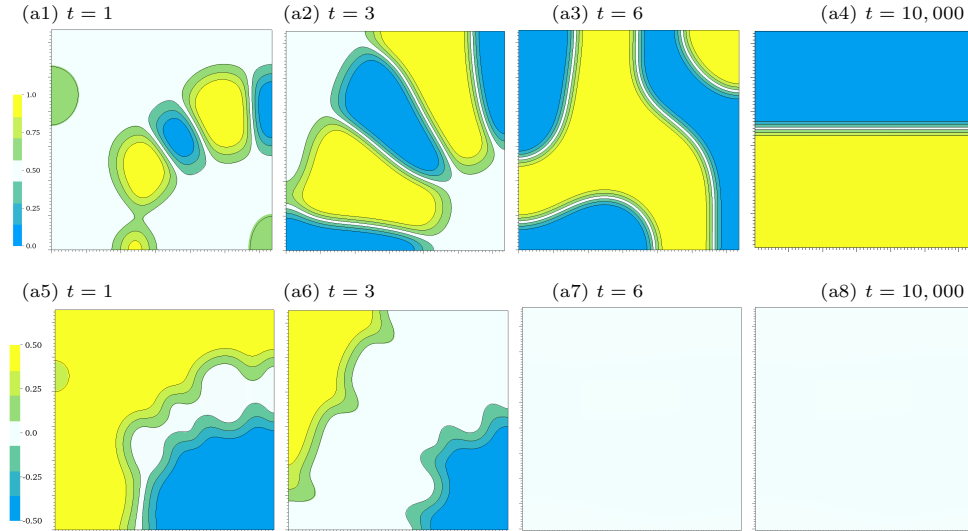 (a1) t = 1
(a2) t = 3
(a3) t = 6
(a4) t = 10, 000
1.0
0.75
0.50
0.25
0.0
(a5) t = 1
(a6) t = 3
(a7) t = 6
(a8) t = 10, 000
0.50
0.25
0.0
-0.25
-0.50